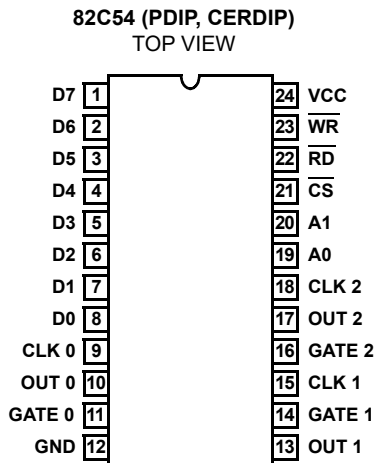 82C54 (PDIP, CERDIP)
TOP VIEW
D7 1 24 VCC
D6 2 23 W̅R̅
D5 3 22 R̅D̅
D4 4 21 C̅S̅
D3 5 20 A1
D2 6 19 A0
D1 7 18 CLK 2
D0 8 17 OUT 2
CLK 0 9 16 GATE 2
OUT 0 10 15 CLK 1
GATE 0 11 14 GATE 1
GND 12 13 OUT 1